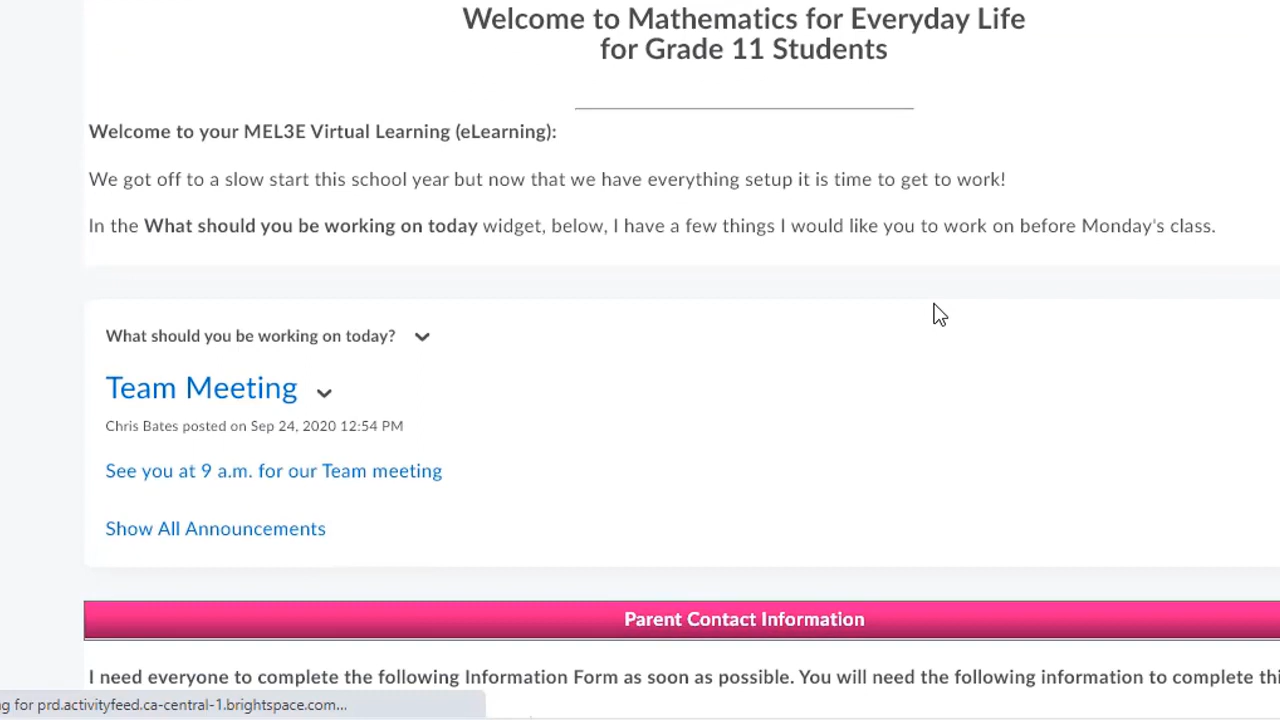 Welcome to Mathematics for Everyday Life
for Grade 11 Students
Welcome to your MEL3E Virtual Learning (eLearning):
We got off to a slow start this school year but now that we have everything setup it is time to get to work!
In the What should you be working on today widget, below, I have a few things I would like you to work on before Monday's class.
What should you be working on today?
Team Meeting
Chris Bates posted on Sep 24, 2020 12:54 PM
See you at 9 a.m. for our Team meeting
Show All Announcements
Parent Contact Information
I need everyone to complete the following Information Form as soon as possible. You will need the following information to complete
for prd.activityfeed.ca-central-1.brightspace.com...